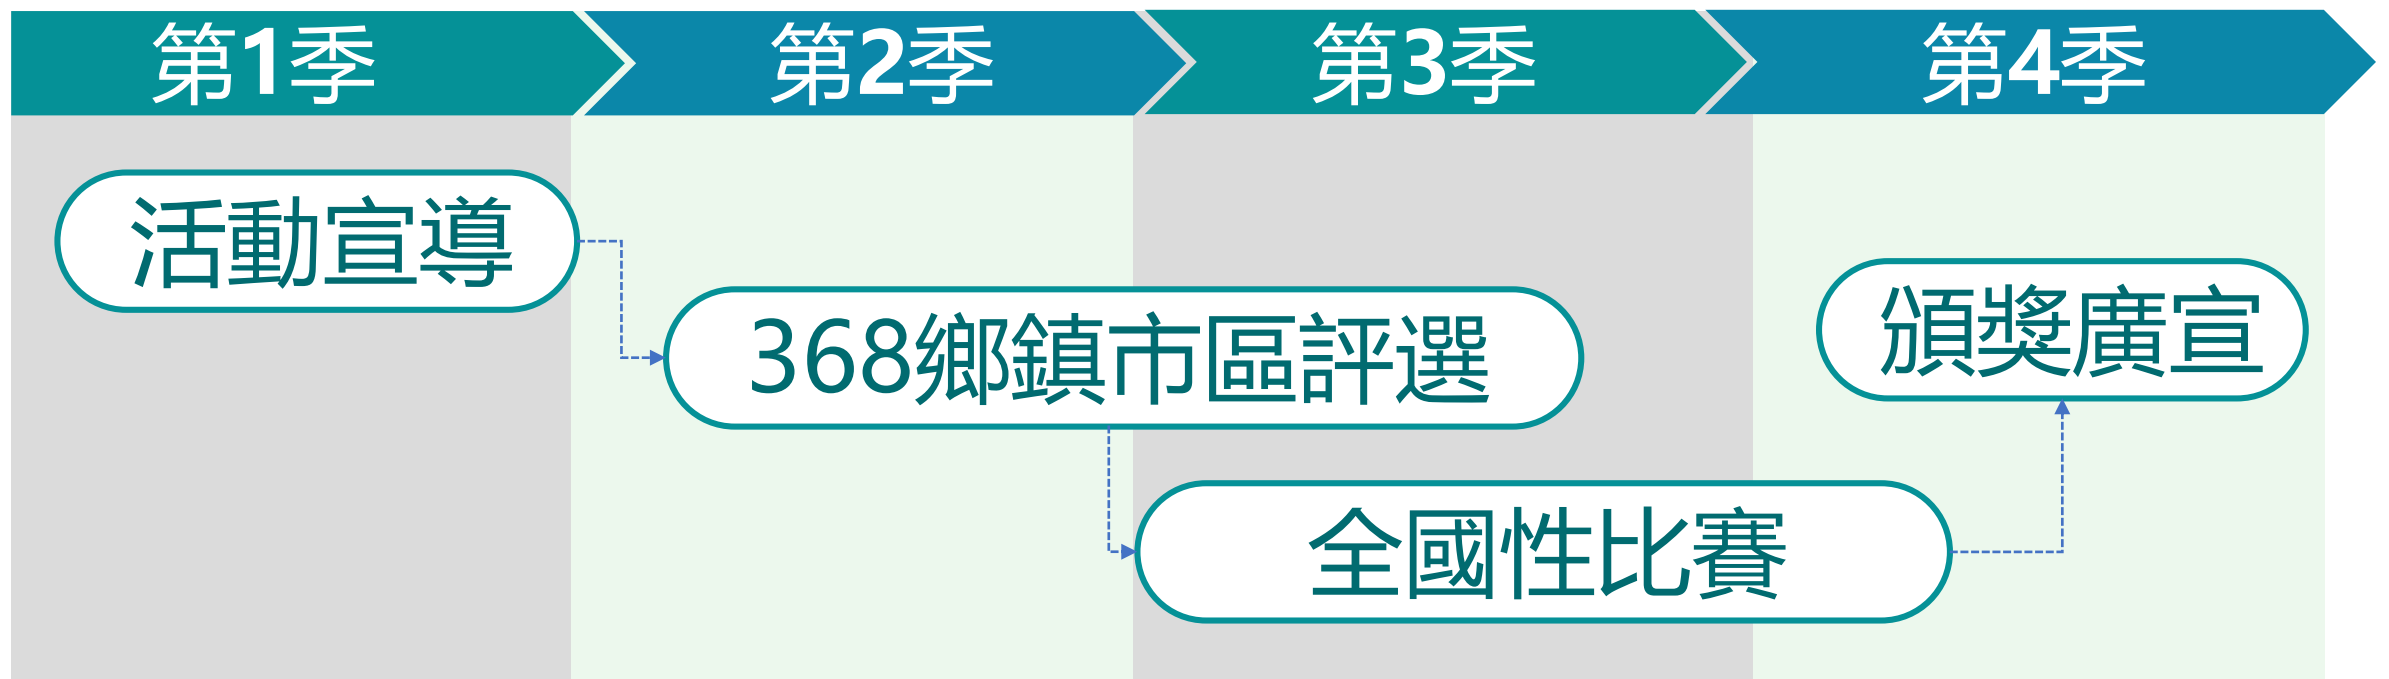 第1季
第2季
第3季
第4季
活動宣導
368鄉鎮市區評選
全國性比賽
頒獎廣宣